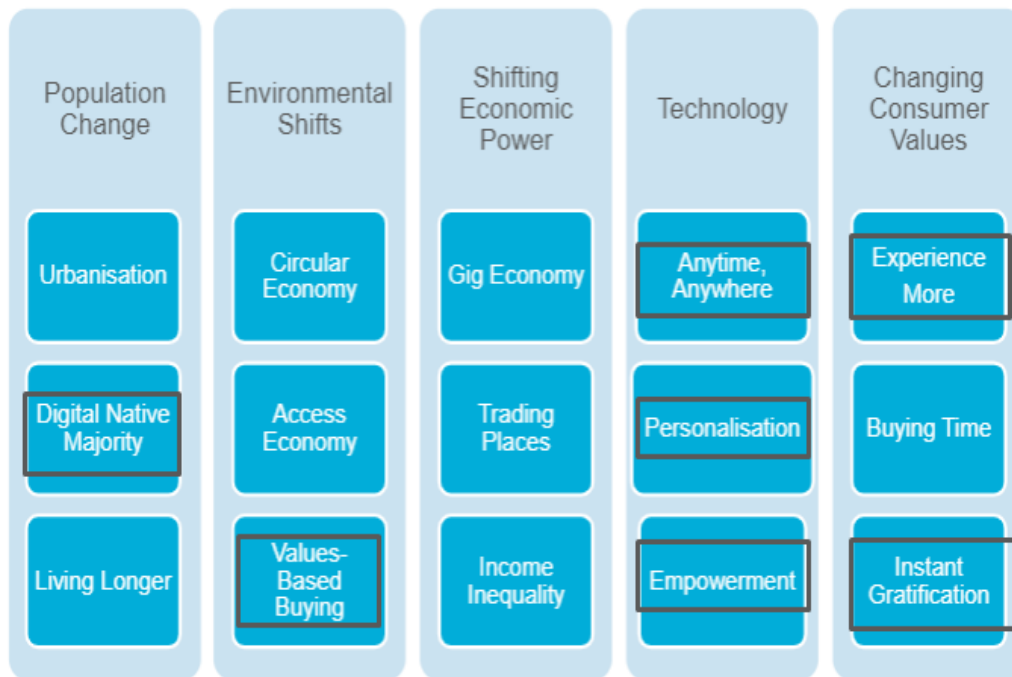 Population
Change
Environmental
Shifts
Shifting
Economic
Power
Technology
Changing
Consumer
Values
Urbanisation
Circular
Economy
Gig Economy
Anytime,
Anywhere
Experience
More
Digital Native
Majority
Access
Economy
Trading
Places
Personalisation
Buying Time
Living Longer
Values-
Based
Buying
Income
Inequality
Empowerment
Instant
Gratification